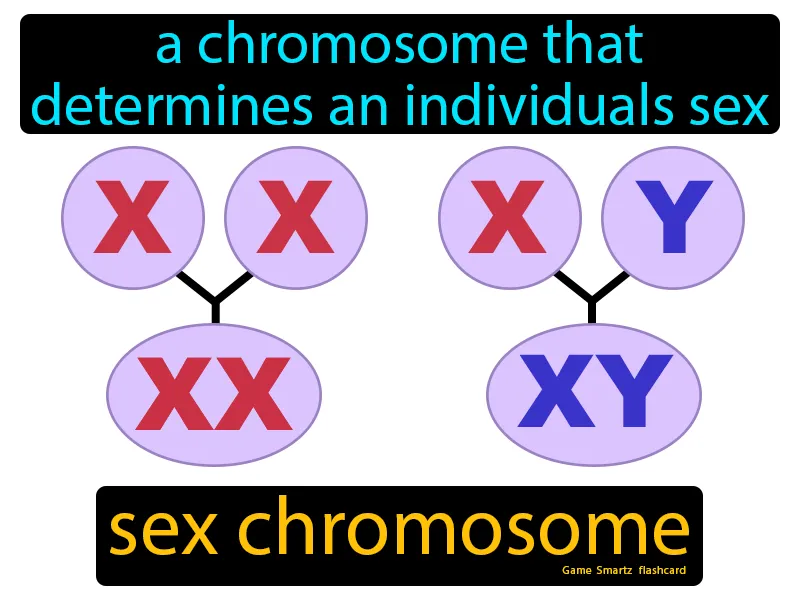 a chromosome that
determines an individuals sex
X X X Y
XX XY
sex chromosome
Game Smartz flashcard